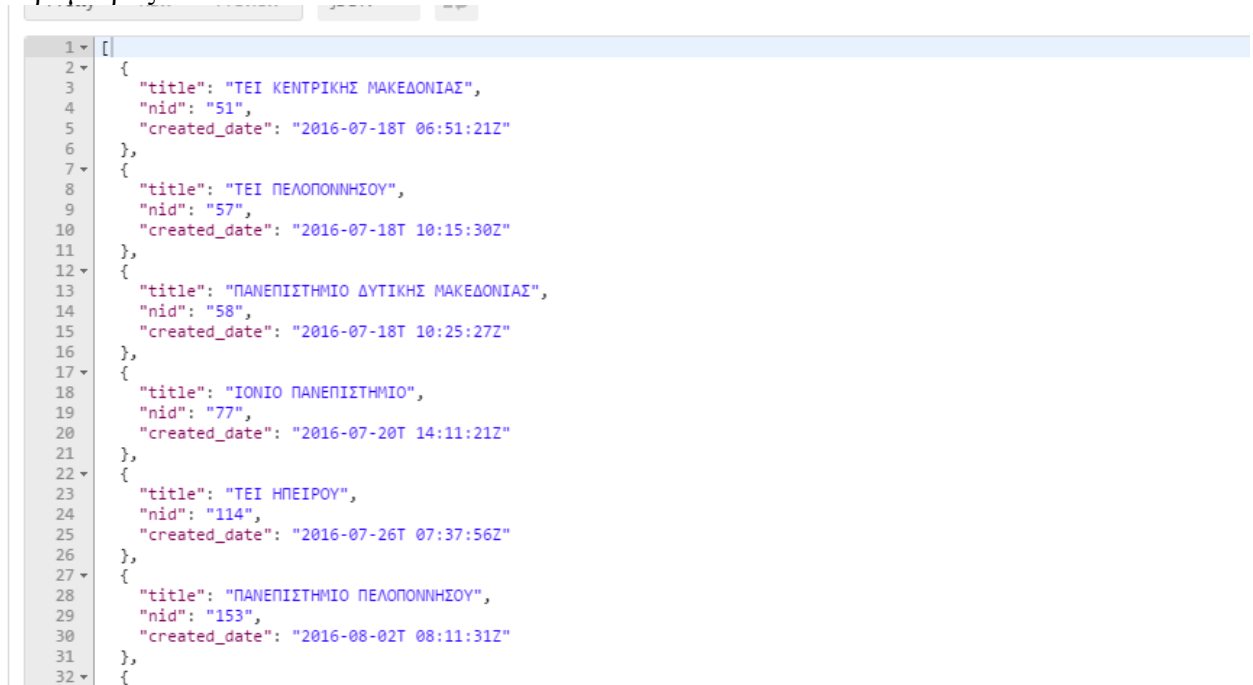 1 [
2 {
3 "title": "ΤΕΙ ΚΕΝΤΡΙΚΗΣ ΜΑΚΕΔΟΝΙΑΣ",
4 "nid": "51",
5 "created_date": "2016-07-18T 06:51:21Z"
6 },
7 {
8 "title": "ΤΕΙ ΠΕΛΟΠΟΝΝΗΣΟΥ",
9 "nid": "57",
10 "created_date": "2016-07-18T 10:15:30Z"
11 },
12 {
13 "title": "ΠΑΝΕΠΙΣΤΗΜΙΟ ΔΥΤΙΚΗΣ ΜΑΚΕΔΟΝΙΑΣ",
14 "nid": "58",
15 "created_date": "2016-07-18T 10:25:27Z"
16 },
17 {
18 "title": "ΙΟΝΙΟ ΠΑΝΕΠΙΣΤΗΜΙΟ",
19 "nid": "77",
20 "created_date": "2016-07-20T 14:11:21Z"
21 },
22 {
23 "title": "ΤΕΙ ΗΠΕΙΡΟΥ",
24 "nid": "114",
25 "created_date": "2016-07-26T 07:37:56Z"
26 },
27 {
28 "title": "ΠΑΝΕΠΙΣΤΗΜΙΟ ΠΕΛΟΠΟΝΝΗΣΟΥ",
29 "nid": "153",
30 "created_date": "2016-08-02T 08:11:31Z"
31 },
32 {